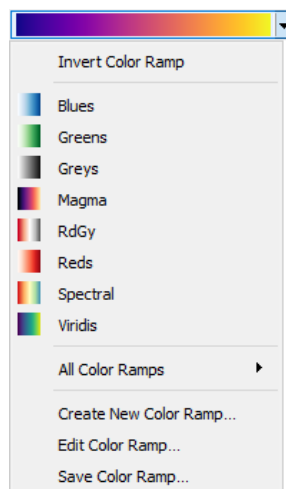 Invert Color Ramp
Blues
Greens
Greys
Magma
RdGy
Reds
Spectral
Viridis
All Color Ramps
Create New Color Ramp...
Edit Color Ramp...
Save Color Ramp...